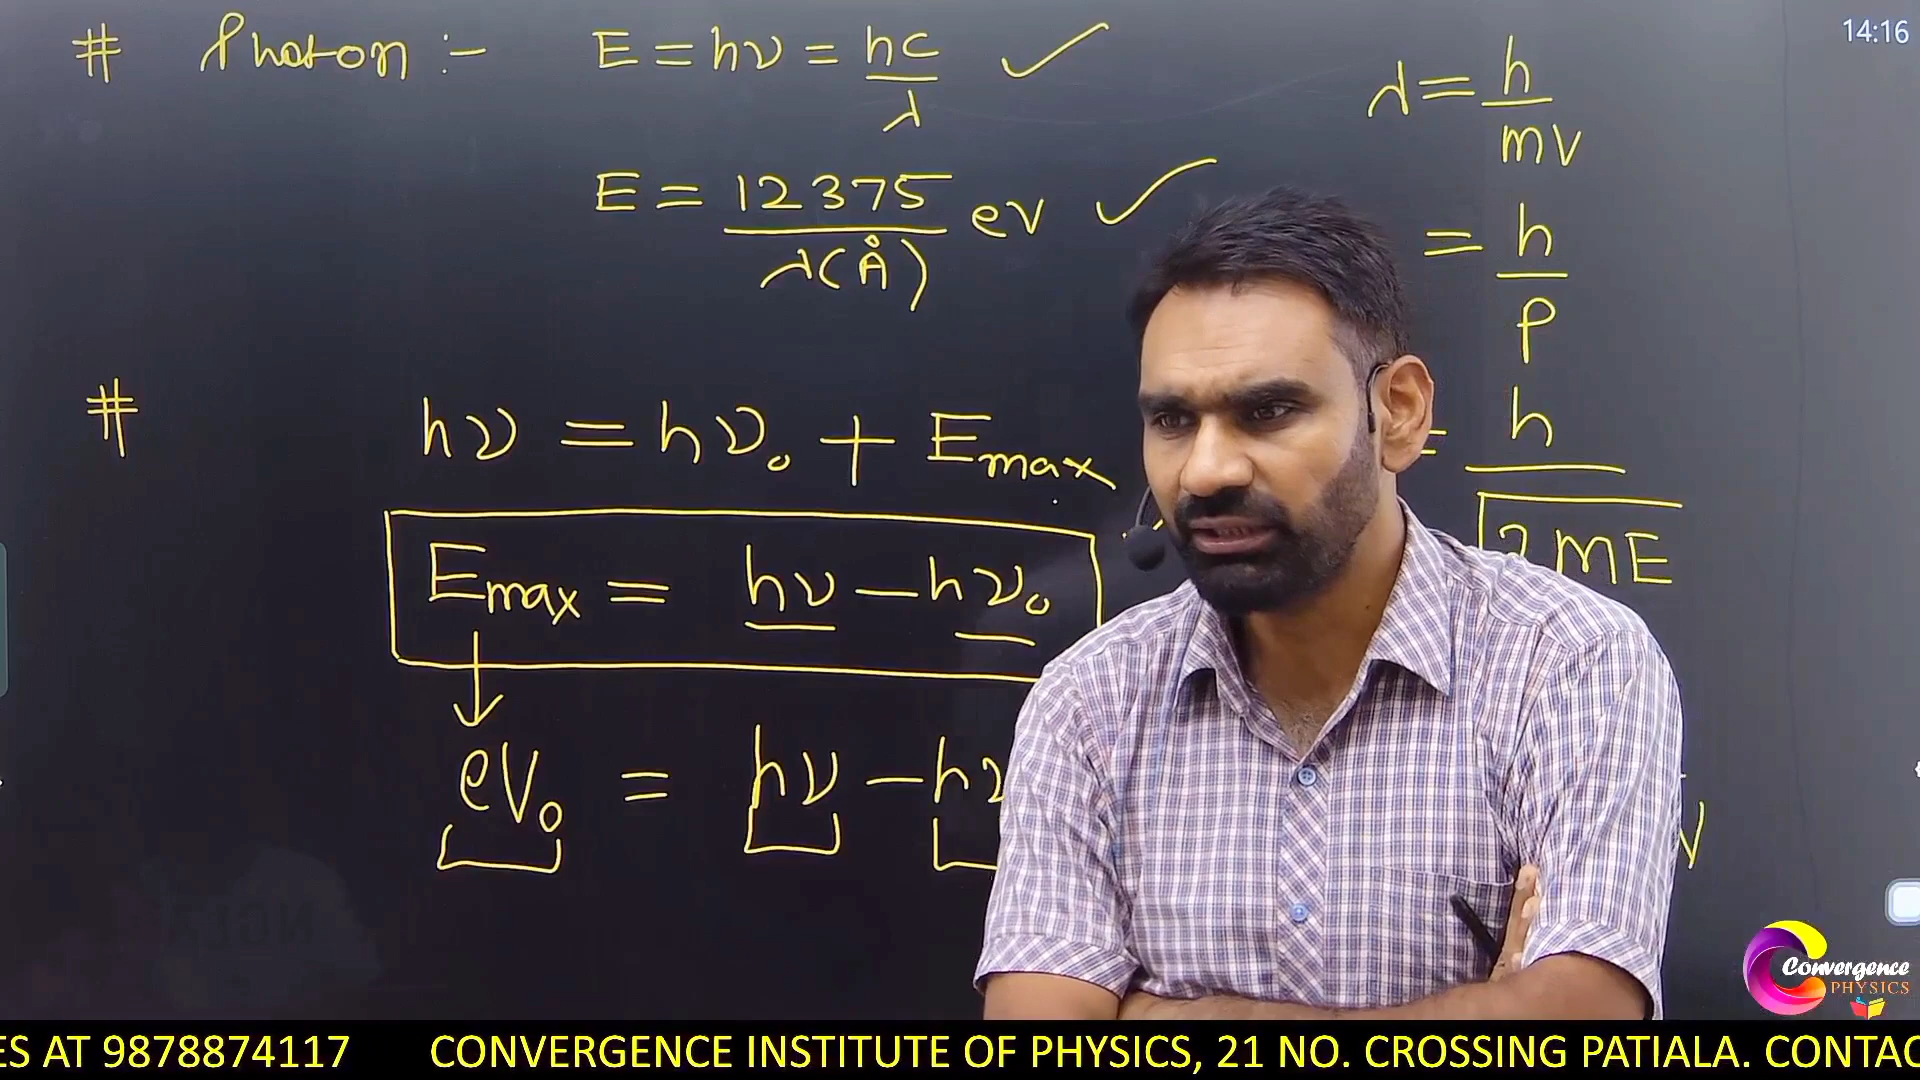 # Photon :- E = hν = hc/λ ✓
E = 12375/λ(Å) eV ✓
# hν = hν₀ + Emax
Emax = hν – hν₀
↓
eV₀ = hν – hν
14:16
λ = h/mv
= h/P
= h/√2mE
V
Convergence
PHYSICS
ES AT 9878874117 CONVERGENCE INSTITUTE OF PHYSICS, 21 NO. CROSSING PATIALA. CONTAC